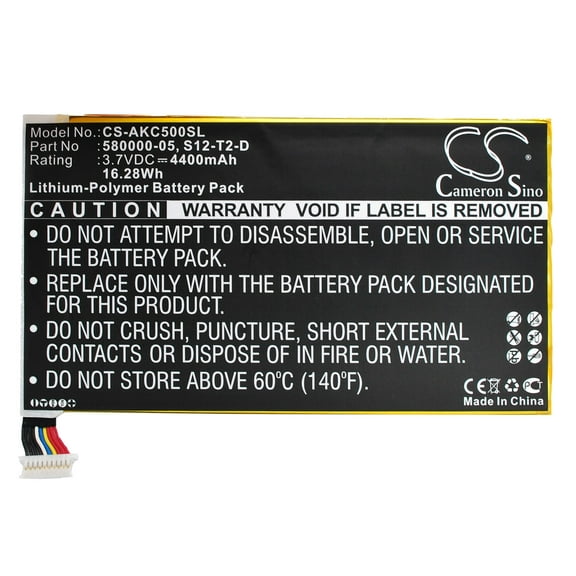 Model No. : CS-AKC500SL
Part No : 580000-05, S12-T2-D
Rating : 3.7VDC⎓ 4400mAh
16.28Wh
Lithium-Polymer Battery Pack
CS
Cameron Sino
CAUTION WARRANTY VOID IF LABEL IS REMOVED
• DO NOT ATTEMPT TO DISASSEMBLE, OPEN OR SERVICE
THE BATTERY PACK.
• REPLACE ONLY WITH THE BATTERY PACK DESIGNATED
FOR THIS PRODUCT.
• DO NOT CRUSH, PUNCTURE, SHORT EXTERNAL
CONTACTS OR DISPOSE OF IN FIRE OR WATER.
• DO NOT STORE ABOVE 60°C (140°F).
CE
Made In China